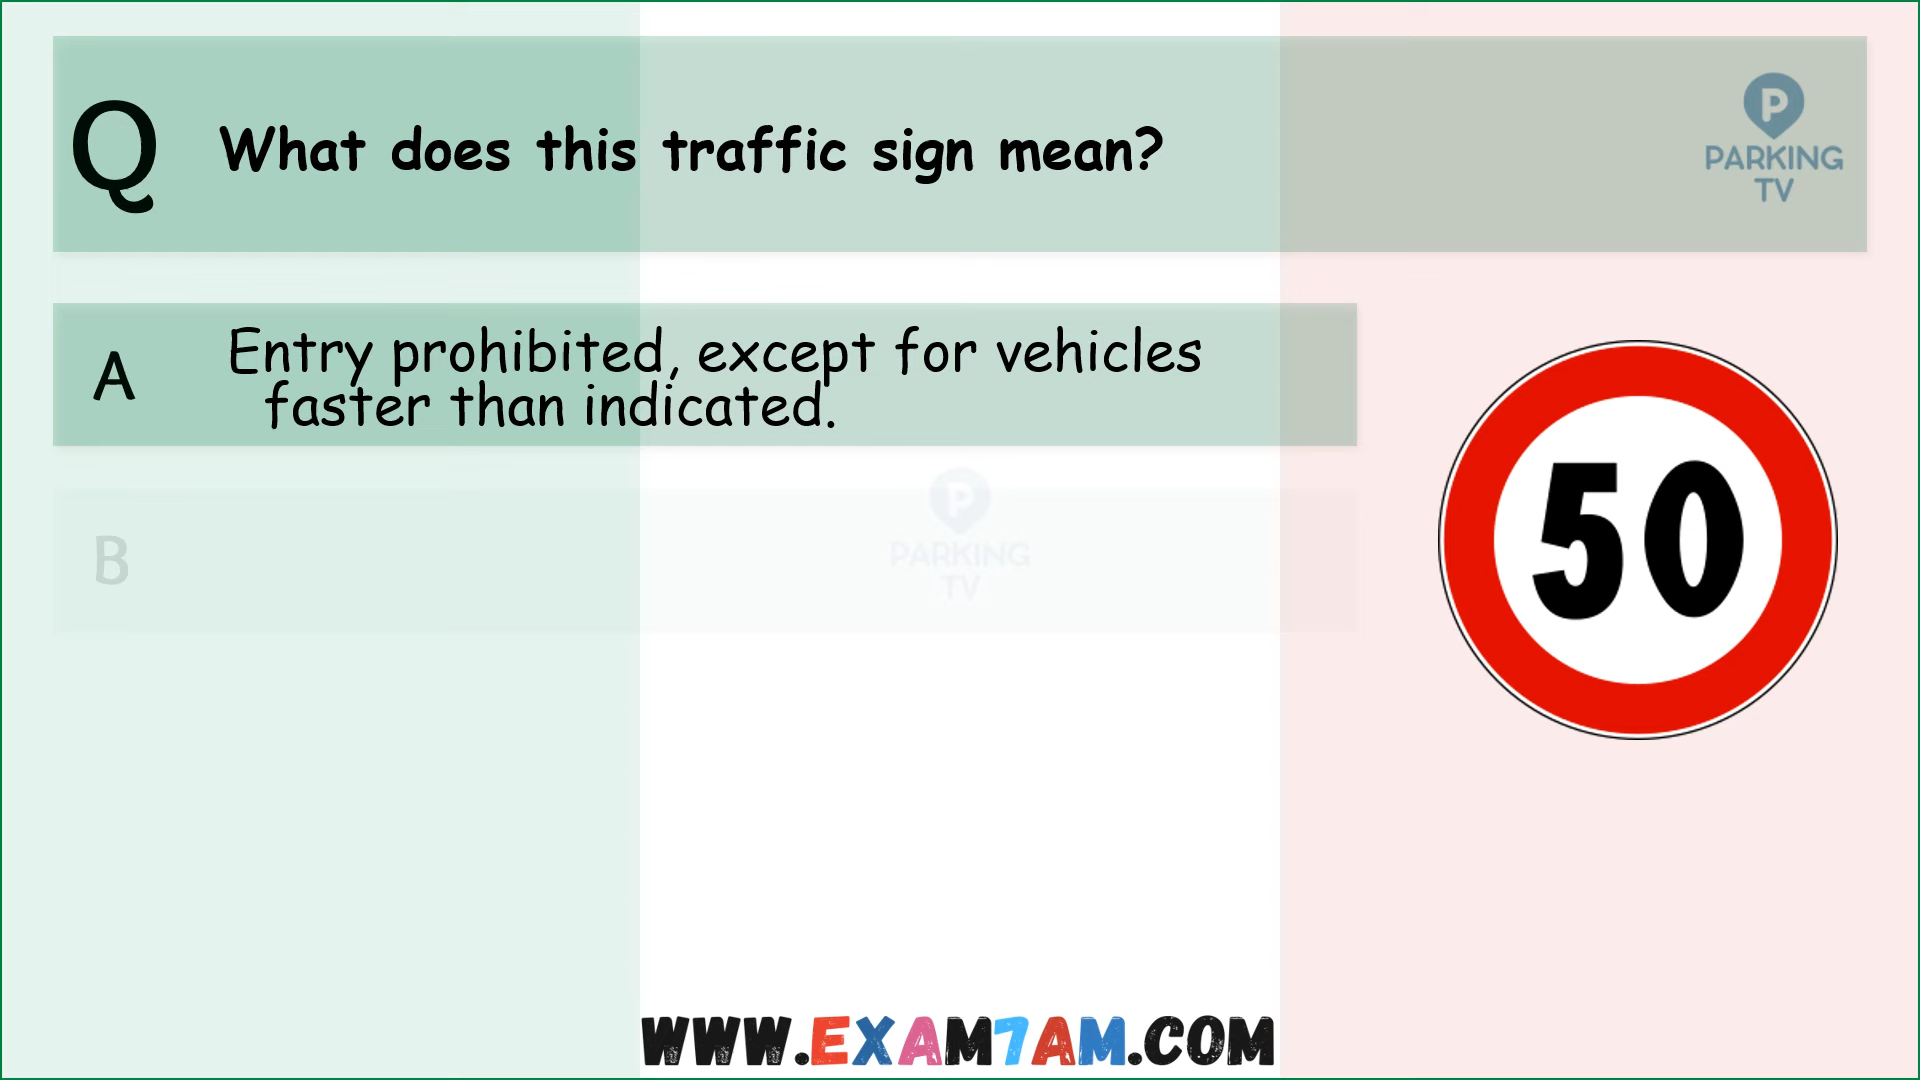 Q What does this traffic sign mean?
PARKING
TV
A Entry prohibited, except for vehicles
faster than indicated.
50
B
PARKING
TV
WWW.EXAM7AM.COM